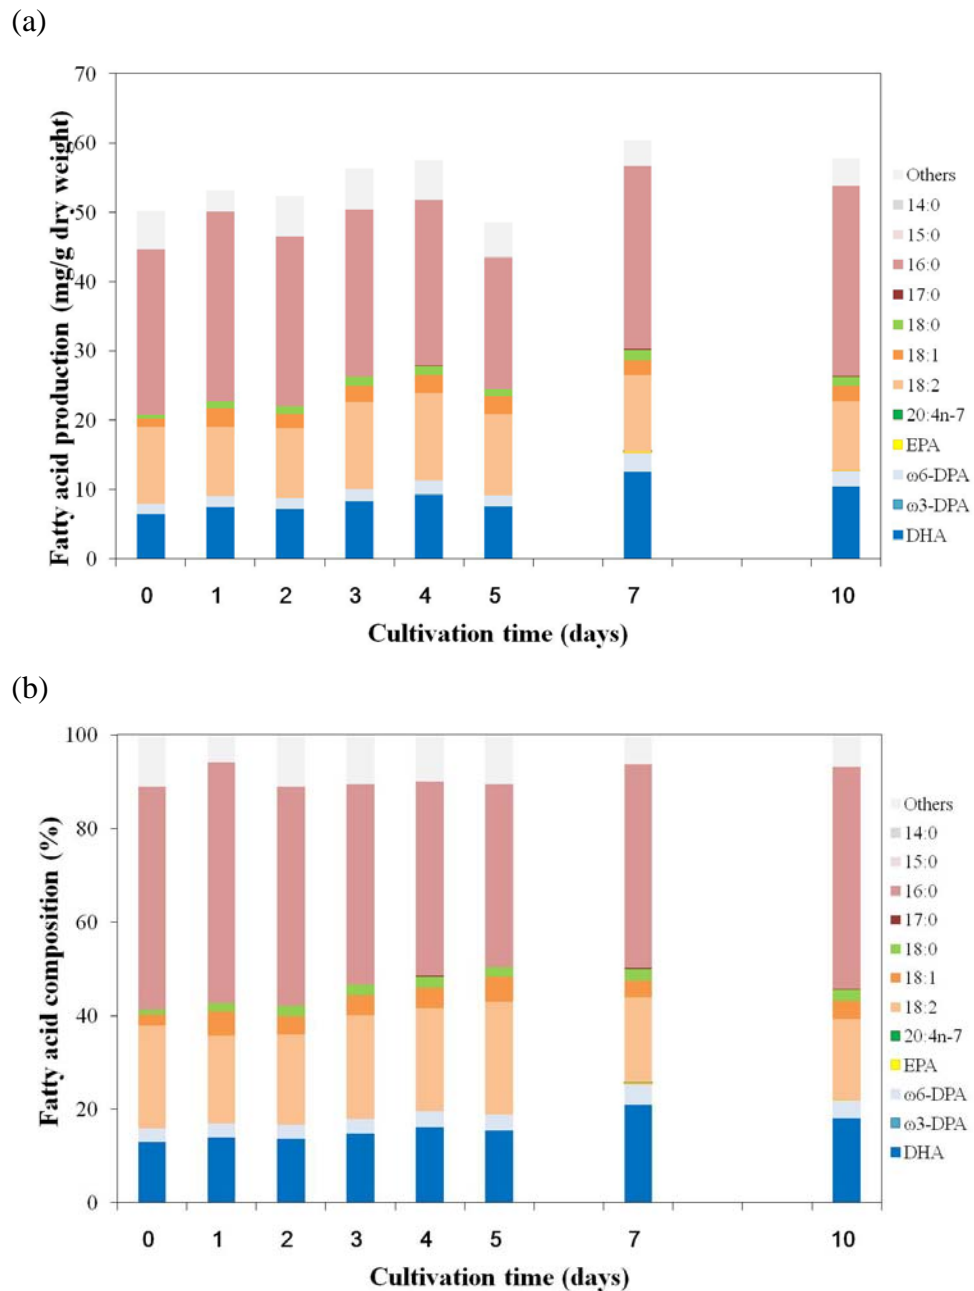 (a)
Fatty acid production (mg/g dry weight)
70
60
50
40
30
20
10
0
0 1 2 3 4 5 7 10
Cultivation time (days)
Others
14:0
15:0
16:0
17:0
18:0
18:1
18:2
20:4n-7
EPA
ω6-DPA
ω3-DPA
DHA
(b)
Fatty acid composition (%)
100
80
60
40
20
0
0 1 2 3 4 5 7 10
Cultivation time (days)
Others
14:0
15:0
16:0
17:0
18:0
18:1
18:2
20:4n-7
EPA
ω6-DPA
ω3-DPA
DHA